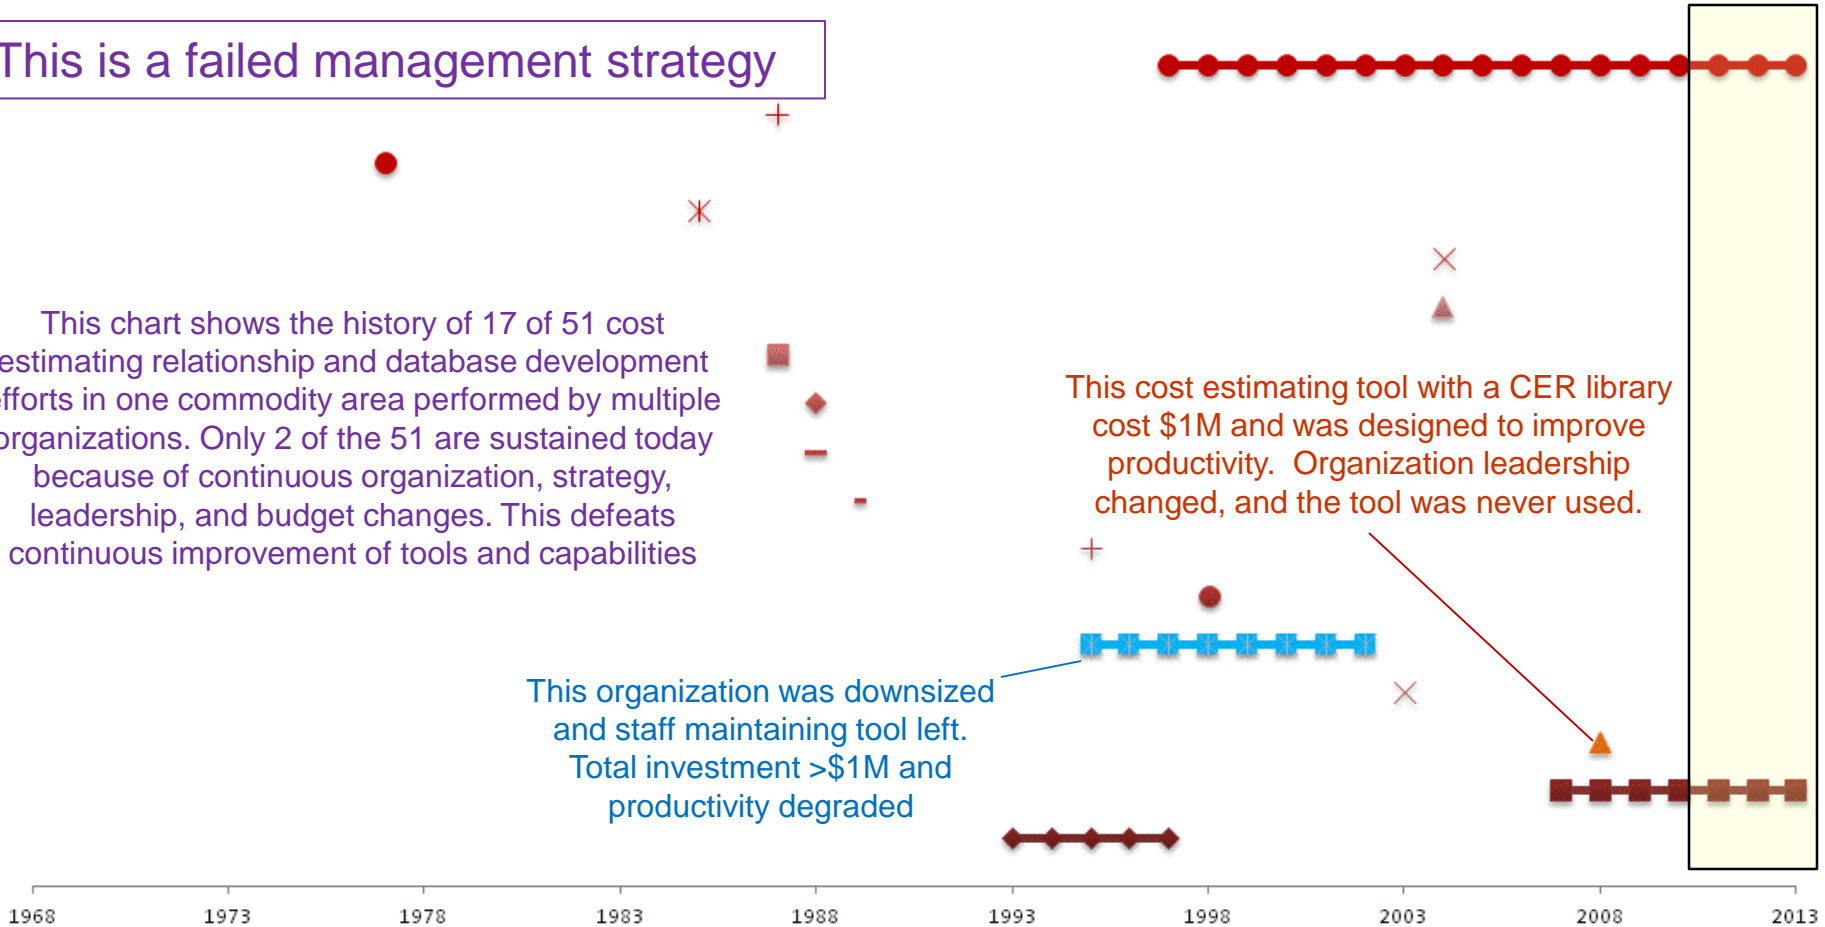 This is a failed management strategy
This chart shows the history of 17 of 51 cost
estimating relationship and database development
efforts in one commodity area performed by multiple
organizations. Only 2 of the 51 are sustained today
because of continuous organization, strategy,
leadership, and budget changes. This defeats
continuous improvement of tools and capabilities
This cost estimating tool with a CER library
cost $1M and was designed to improve
productivity. Organization leadership
changed, and the tool was never used.
This organization was downsized
and staff maintaining tool left.
Total investment >$1M and
productivity degraded
1968 1973 1978 1983 1988 1993 1998 2003 2008 2013